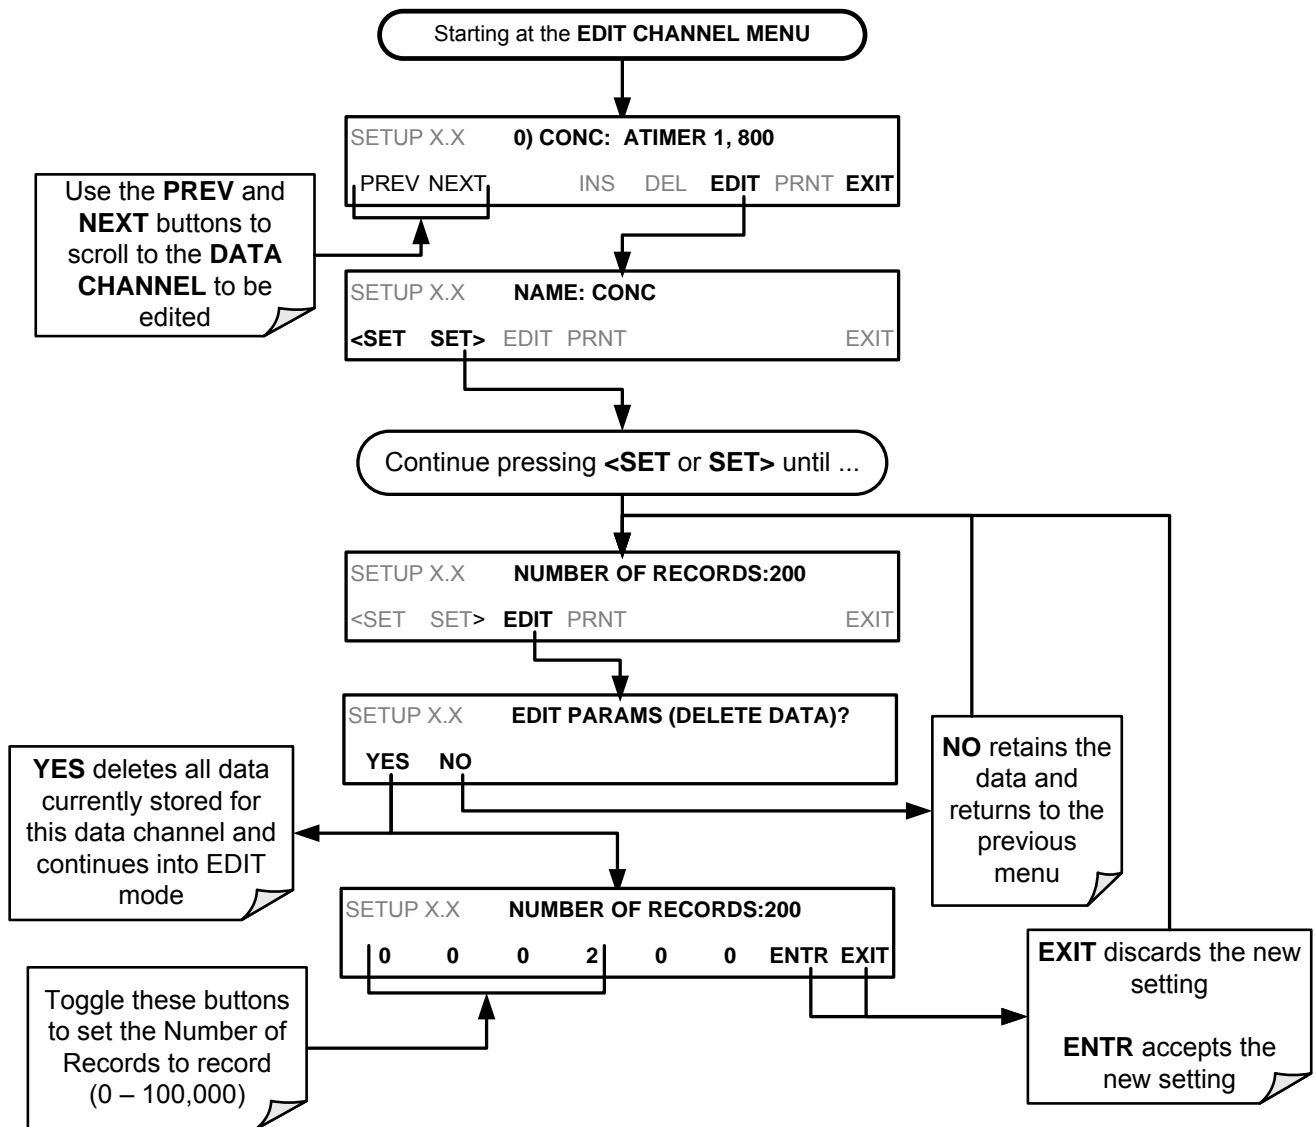 Starting at the EDIT CHANNEL MENU
SETUP X.X 0) CONC: ATIMER 1, 800
PREV NEXT INS DEL EDIT PRNT EXIT
Use the PREV and
NEXT buttons to
scroll to the DATA
CHANNEL to be
edited
SETUP X.X NAME: CONC
<SET SET> EDIT PRNT EXIT
Continue pressing <SET or SET> until ...
SETUP X.X NUMBER OF RECORDS:200
<SET SET> EDIT PRNT EXIT
SETUP X.X EDIT PARAMS (DELETE DATA)?
YES NO
NO retains the
data and
returns to the
previous
menu
YES deletes all data
currently stored for
this data channel and
continues into EDIT
mode
SETUP X.X NUMBER OF RECORDS:200
0 0 0 2 0 0 ENTR EXIT
EXIT discards the new
setting
ENTR accepts the
new setting
Toggle these buttons
to set the Number of
Records to record
(0 – 100,000)